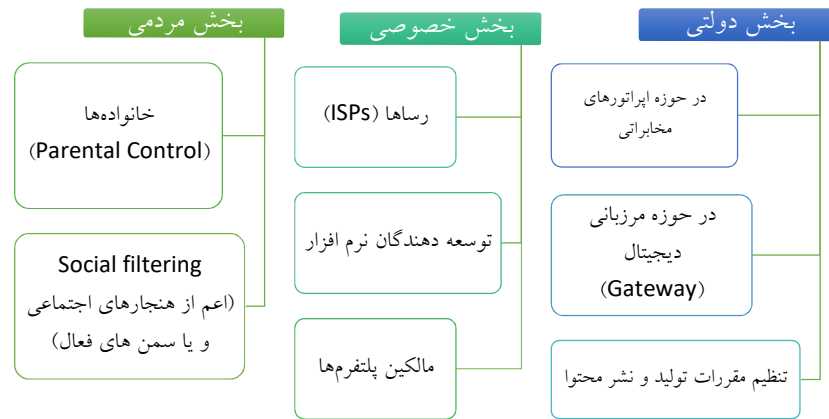 بخش دولتی
در حوزه اپراتورهای
مخابراتی
در حوزه مرزبانی
دیجیتال
(Gateway)
تنظیم مقررات تولید و نشر محتوا
بخش خصوصی
رساها (ISPs)
توسعه دهندگان نرم افزار
مالکین پلتفرم‌ها
بخش مردمی
خانواده‌ها
(Parental Control)
Social filtering
(اعم از هنجارهای اجتماعی
و یا سمن های فعال)